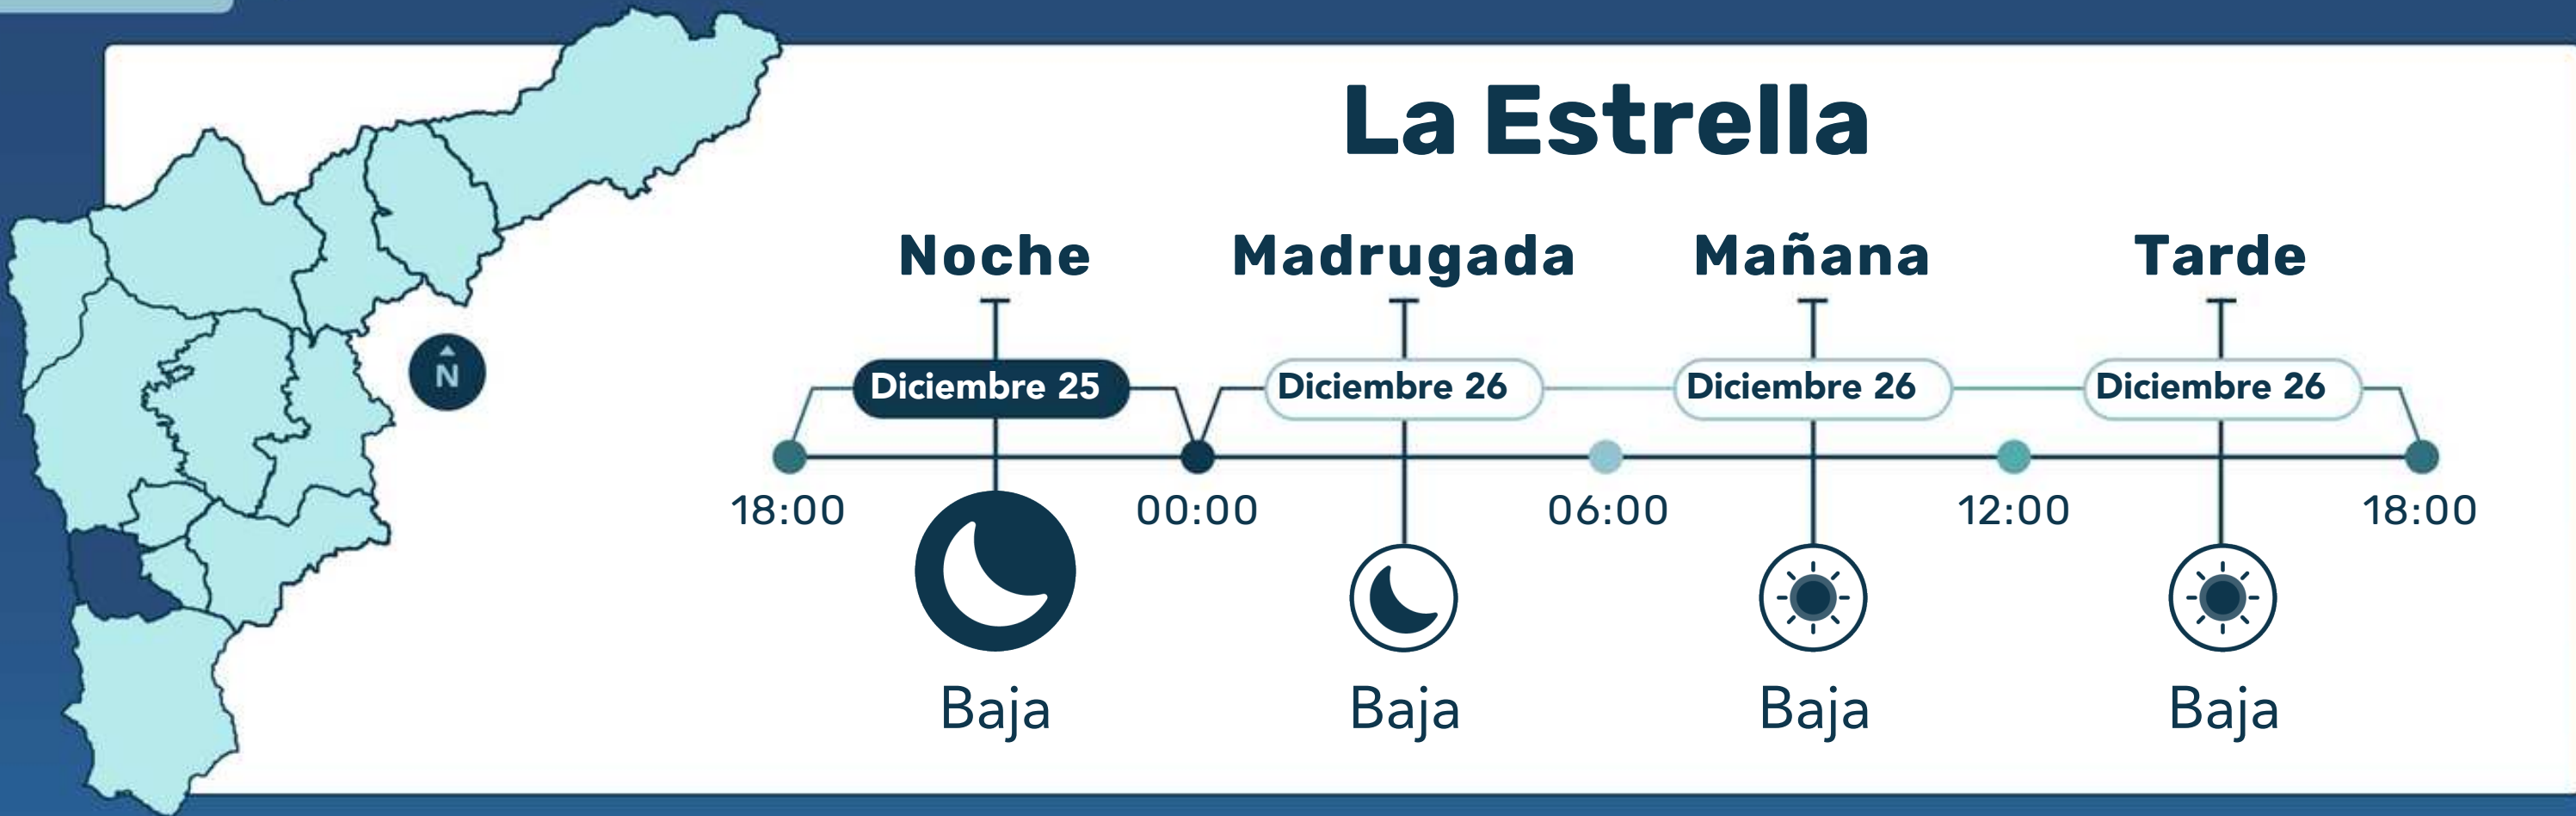 La Estrella
Noche Madrugada Mañana Tarde
N
Diciembre 25 Diciembre 26 Diciembre 26 Diciembre 26
18:00 00:00 06:00 12:00 18:00
Baja Baja Baja Baja